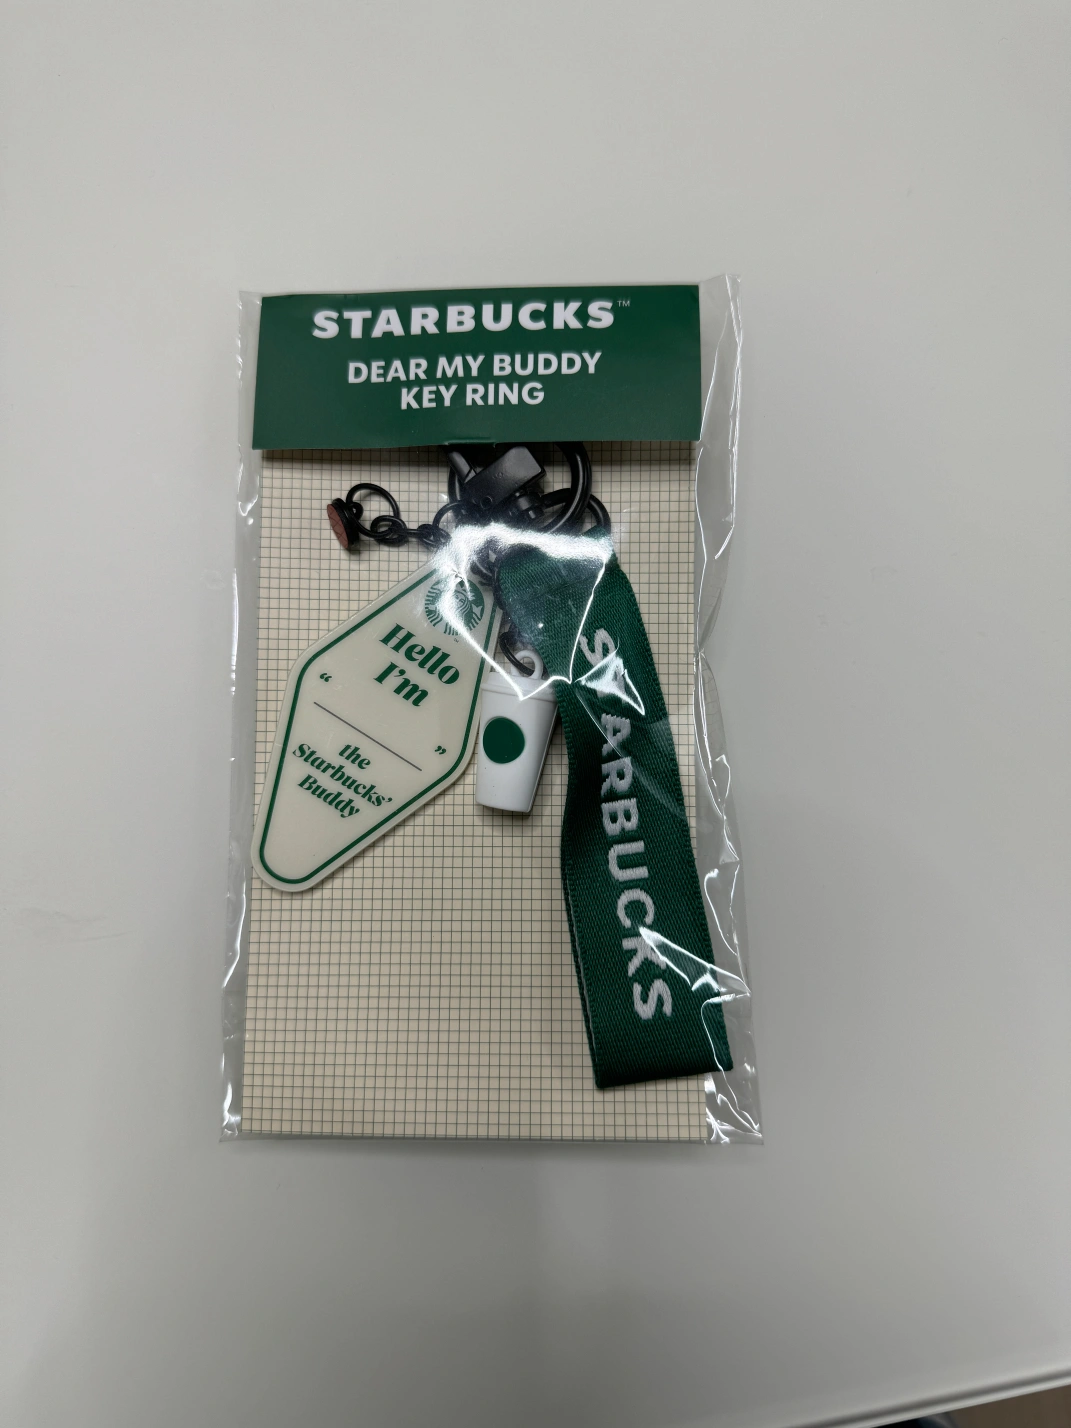 STARBUCKS™
DEAR MY BUDDY
KEY RING
Hello
I'm
“
”
the
Starbucks'
Buddy
STARBUCKS